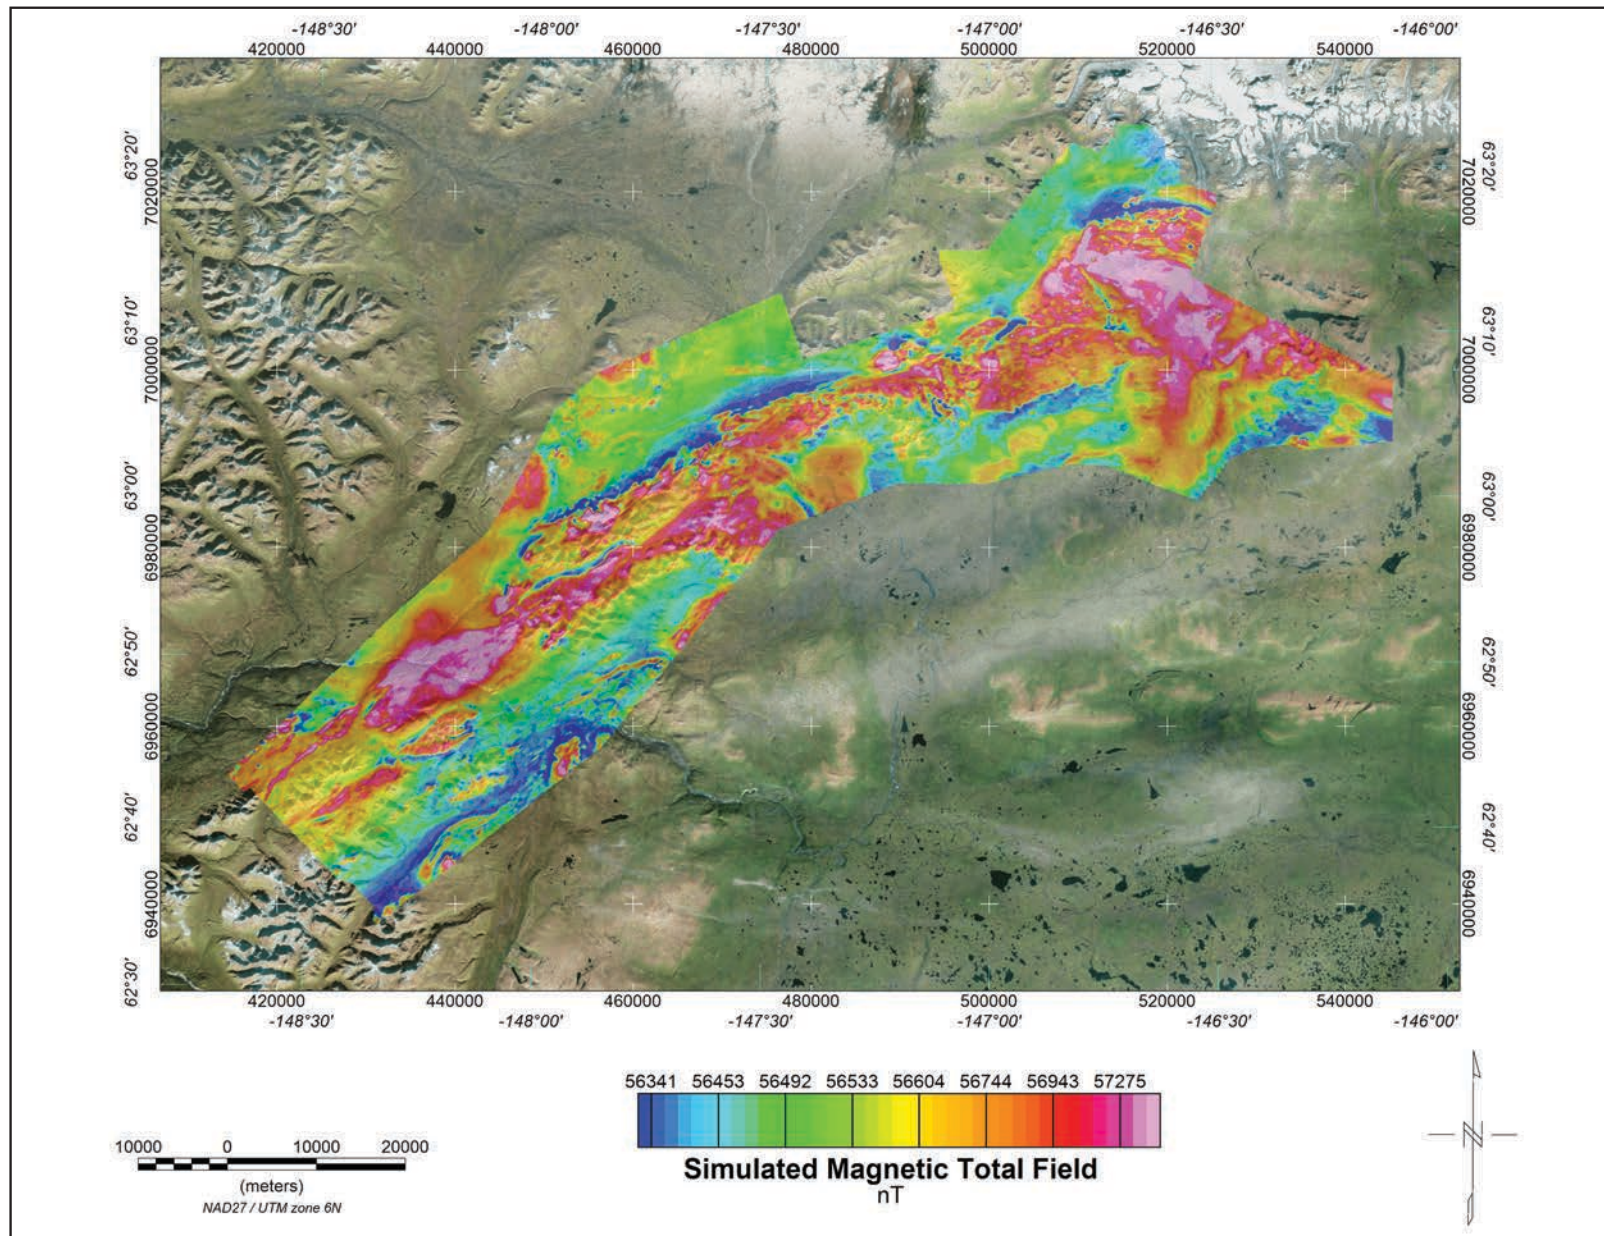 -148°30' -148°00' -147°30' -147°00' -146°30' -146°00'
420000 440000 460000 480000 500000 520000 540000
63°20' 63°10' 63°00' 62°50' 62°40' 62°30'
7020000 7000000 6980000 6960000 6940000
63°20' 63°10' 63°00' 62°50' 62°40'
7020000 7000000 6980000 6960000 6940000
420000 440000 460000 480000 500000 520000 540000
-148°30' -148°00' -147°30' -147°00' -146°30' -146°00'
56341 56453 56492 56533 56604 56744 56943 57275
Simulated Magnetic Total Field
nT
10000 0 10000 20000
(meters)
NAD27 / UTM zone 6N
N